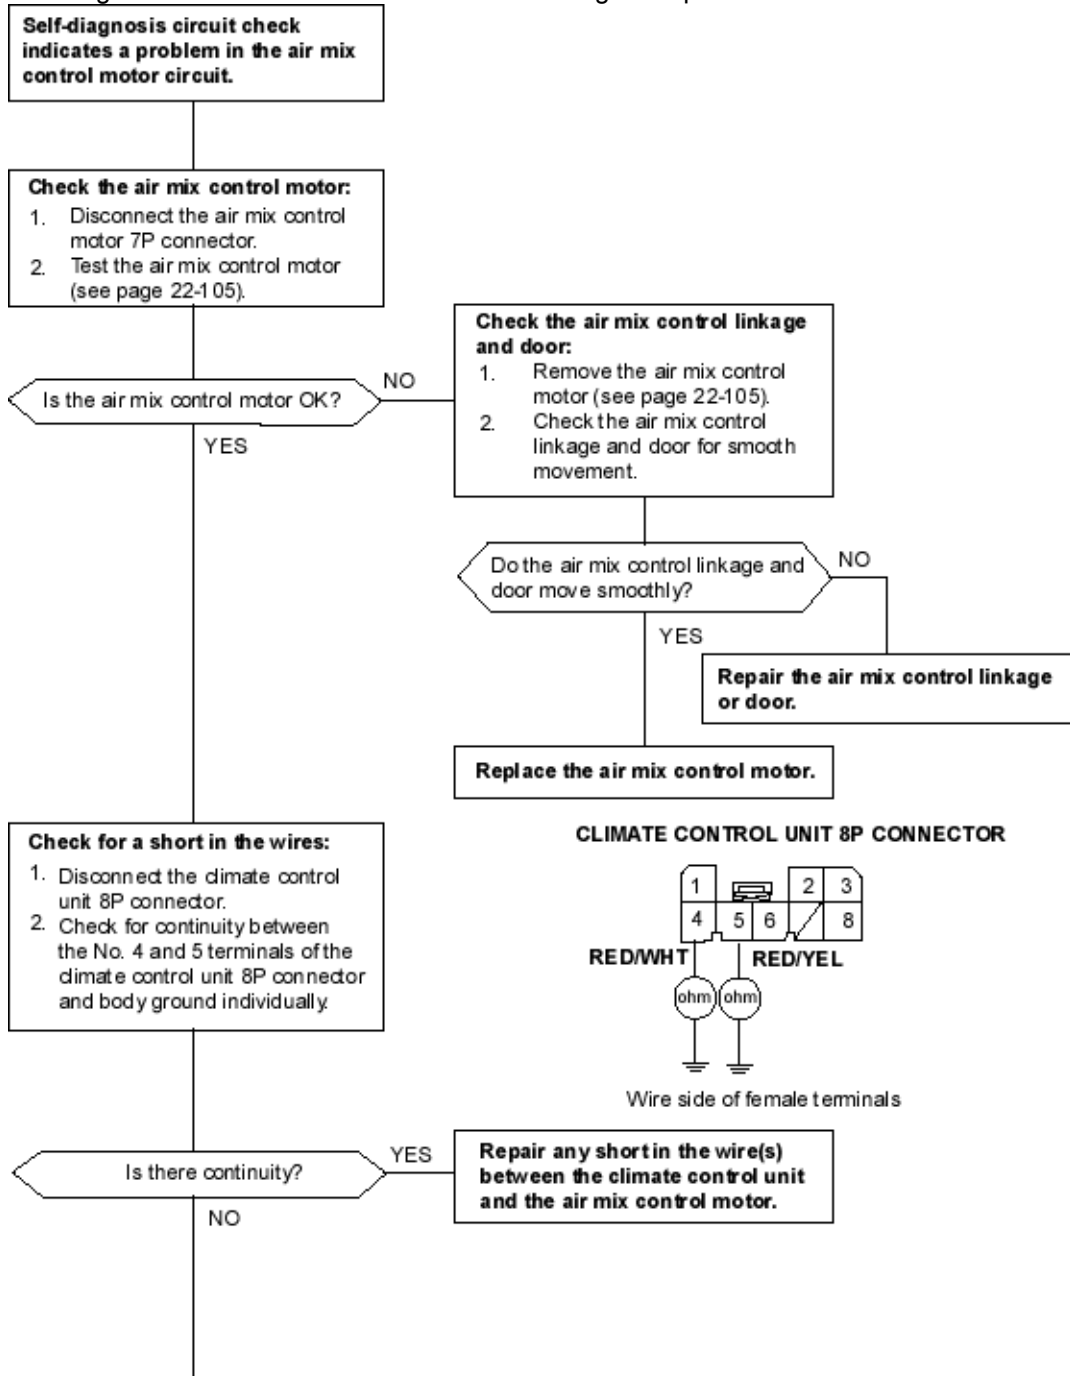 Self-diagnosis circuit check
indicates a problem in the air mix
control motor circuit.
Check the air mix control motor:
1. Disconnect the air mix control
motor 7P connector.
2. Test the air mix control motor
(see page 22-105).
Is the air mix control motor OK?
NO
YES
Check the air mix control linkage
and door:
1. Remove the air mix control
motor (see page 22-105).
2. Check the air mix control
linkage and door for smooth
movement.
Do the air mix control linkage and
door move smoothly?
NO
YES
Repair the air mix control linkage
or door.
Replace the air mix control motor.
Check for a short in the wires:
1. Disconnect the climate control
unit 8P connector.
2. Check for continuity between
the No. 4 and 5 terminals of the
climate control unit 8P connector
and body ground individually.
CLIMATE CONTROL UNIT 8P CONNECTOR
1 2 3
4 5 6 8
RED/WHT RED/YEL
ohm ohm
Wire side of female terminals
Is there continuity?
YES
NO
Repair any short in the wire(s)
between the climate control unit
and the air mix control motor.